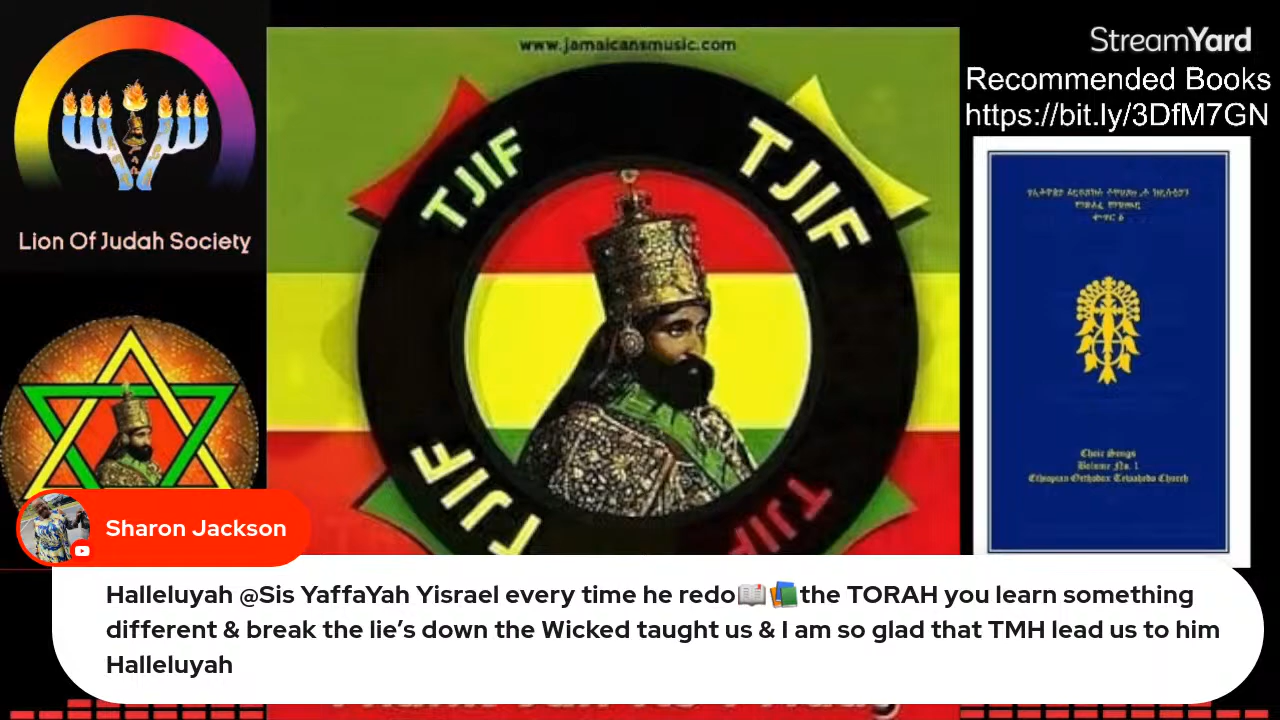 www.jamaicansmusic.com
StreamYard
Recommended Books
https://bit.ly/3DfM7GN
TJIF
TJIF
Lion Of Judah Society
TJIF
TJIF
Choir Songs
Volume No. 1
Ethiopian Orthodox Tewahedo Church
Sharon Jackson
Halleluyah @Sis YaffaYah Yisrael every time he redo📖📚the TORAH you learn something
different & break the lie’s down the Wicked taught us & I am so glad that TMH lead us to him
Halleluyah